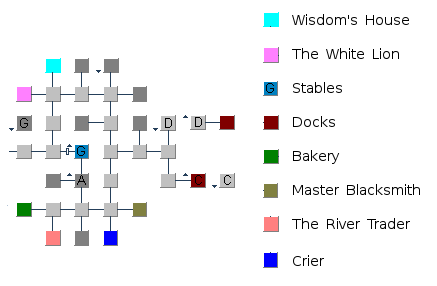 Wisdom's House
The White Lion
G Stables
Docks
Bakery
Master Blacksmith
The River Trader
Crier
G D D
G
A C C